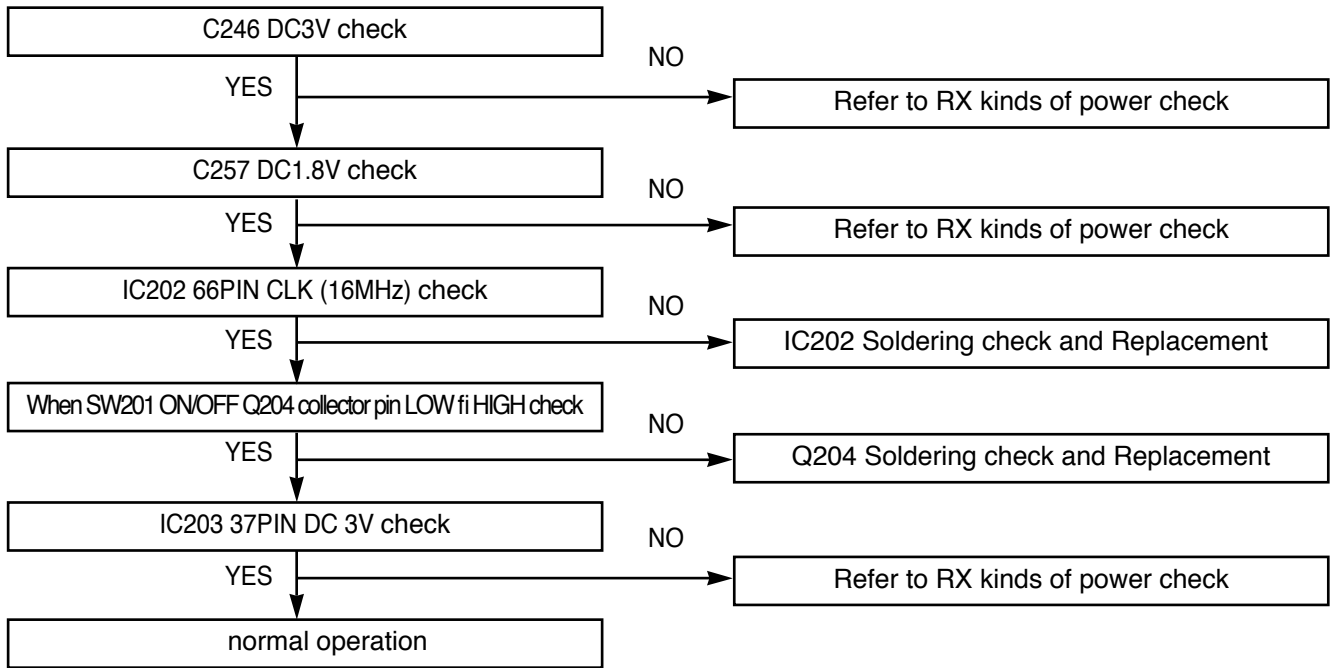 C246 DC3V check
NO
YES
Refer to RX kinds of power check
C257 DC1.8V check
NO
YES
Refer to RX kinds of power check
IC202 66PIN CLK (16MHz) check
NO
YES
IC202 Soldering check and Replacement
When SW201 ON/OFF Q204 collector pin LOW fi HIGH check
NO
YES
Q204 Soldering check and Replacement
IC203 37PIN DC 3V check
NO
YES
Refer to RX kinds of power check
normal operation